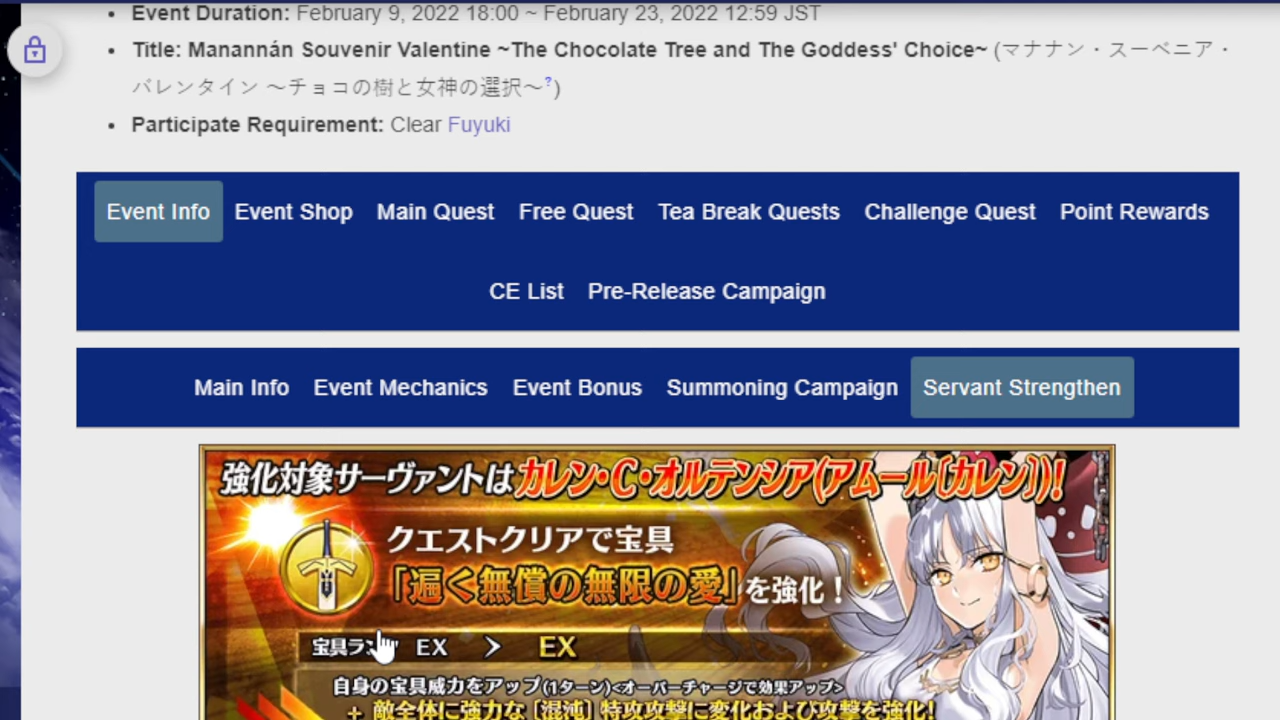 Event Duration: February 9, 2022 18:00 ~ February 23, 2022 12:59 JST
Title: Manannán Souvenir Valentine ~The Chocolate Tree and The Goddess' Choice~ (マナナン・スーベニア・
バレンタイン ～チョコの樹と女神の選択～?)
Participate Requirement: Clear Fuyuki
Event Info Event Shop Main Quest Free Quest Tea Break Quests Challenge Quest Point Rewards
CE List Pre-Release Campaign
Main Info Event Mechanics Event Bonus Summoning Campaign Servant Strengthen
強化対象サーヴァントはカレン・C・オルテンシア(アムール〔カレン〕)!
クエストクリアで宝具
「遍く無償の無限の愛」を強化!
宝具ラン EX > EX
自身の宝具威力をアップ(1ターン)<オーバーチャージで効果アップ>
+ 敵全体に強力な〔混沌〕特攻攻撃に変化および攻撃を強化!